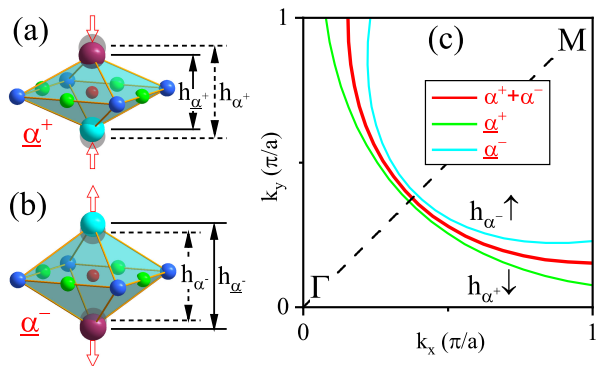 (a)
h_α̲⁺ h_α⁺
α̲⁺
(b)
h_α⁻ h_α̲⁻
α̲⁻
(c)
1
M
α⁺+α⁻
α̲⁺
α̲⁻
k_y (π/a)
h_α⁻↑
Γ
h_α⁺↓
0
0 1
k_x (π/a)